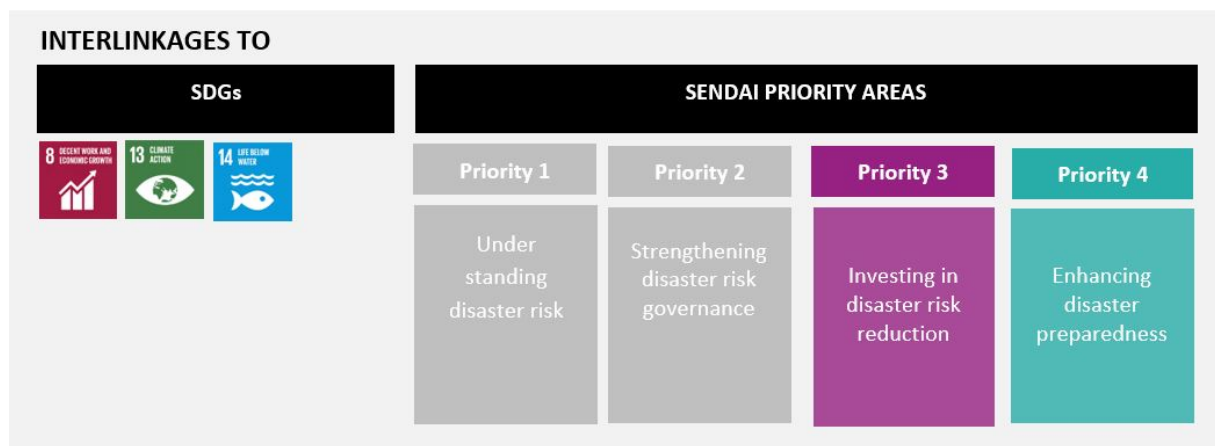 INTERLINKAGES TO
SDGs
8 DECENT WORK AND
ECONOMIC GROWTH
13 CLIMATE
ACTION
14 LIFE BELOW
WATER
SENDAI PRIORITY AREAS
Priority 1
Under
standing
disaster risk
Priority 2
Strengthening
disaster risk
governance
Priority 3
Investing in
disaster risk
reduction
Priority 4
Enhancing
disaster
preparedness